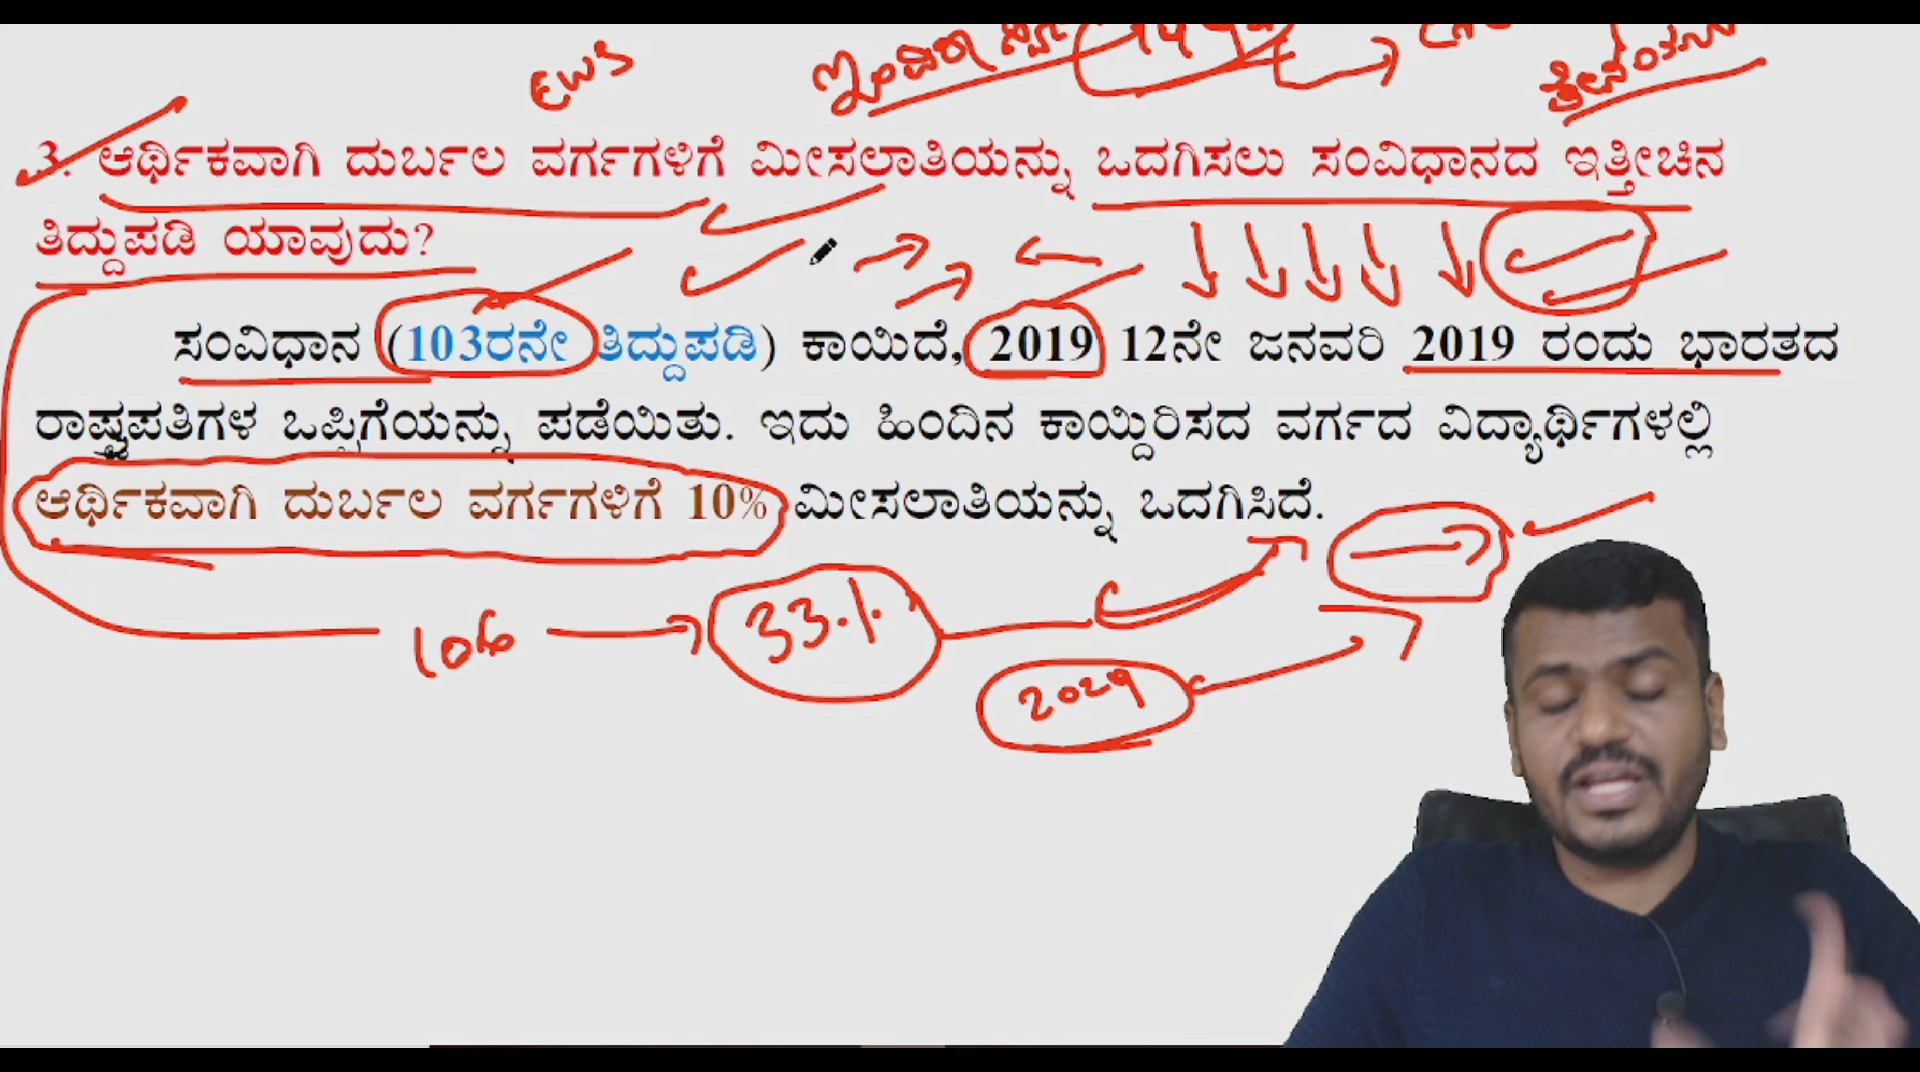 EWS
3. ಆರ್ಥಿಕವಾಗಿ ದುರ್ಬಲ ವರ್ಗಗಳಿಗೆ ಮೀಸಲಾತಿಯನ್ನು ಒದಗಿಸಲು ಸಂವಿಧಾನದ ಇತ್ತೀಚಿನ
ತಿದ್ದುಪಡಿ ಯಾವುದು?
ಸಂವಿಧಾನ (103ರನೇ ತಿದ್ದುಪಡಿ) ಕಾಯಿದೆ, 2019 12ನೇ ಜನವರಿ 2019 ರಂದು ಭಾರತದ
ರಾಷ್ಟ್ರಪತಿಗಳ ಒಪ್ಪಿಗೆಯನ್ನು ಪಡೆಯಿತು. ಇದು ಹಿಂದಿನ ಕಾಯ್ದಿರಿಸದ ವರ್ಗದ ವಿದ್ಯಾರ್ಥಿಗಳಲ್ಲಿ
ಆರ್ಥಿಕವಾಗಿ ದುರ್ಬಲ ವರ್ಗಗಳಿಗೆ 10% ಮೀಸಲಾತಿಯನ್ನು ಒದಗಿಸಿದೆ.
106 33%
2029